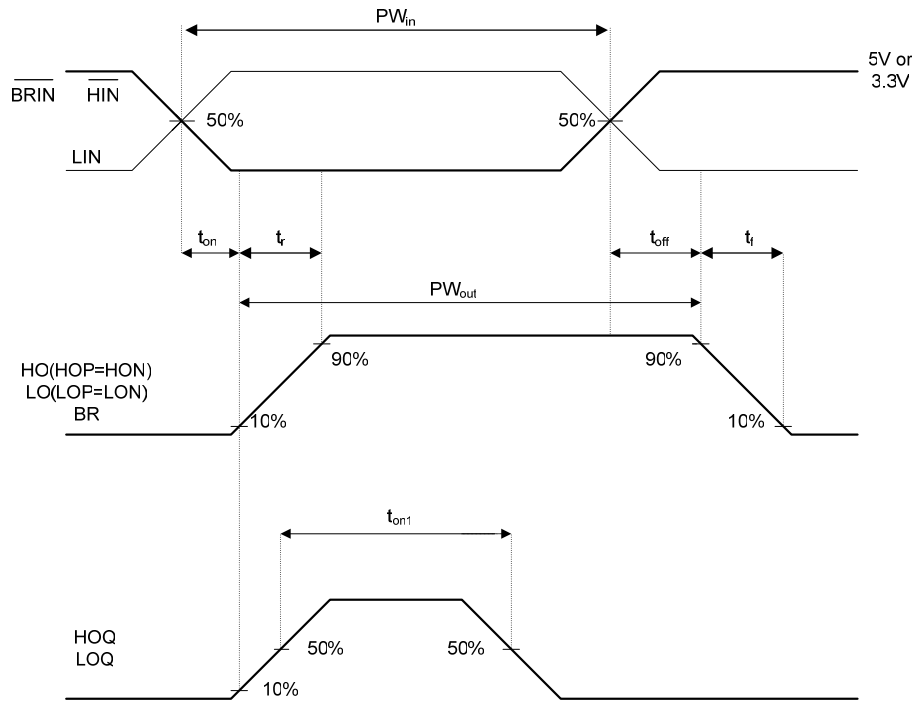 PWin
BRIN HIN
5V or
3.3V
50%
50%
LIN
ton
tr
toff
tf
PWout
HO(HOP=HON)
LO(LOP=LON)
BR
90%
90%
10%
10%
ton1
HOQ
LOQ
50%
50%
10%